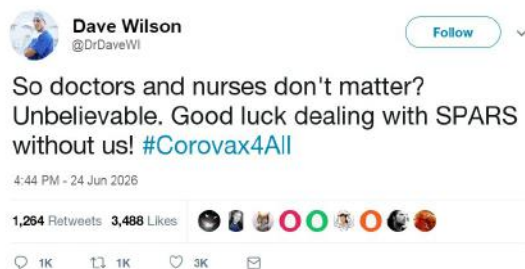 Dave Wilson
@DrDaveWI
Follow
So doctors and nurses don't matter?
Unbelievable. Good luck dealing with SPARS
without us! #Corovax4All
4:44 PM - 24 Jun 2026
1,264 Retweets 3,488 Likes
1K 1K 3K